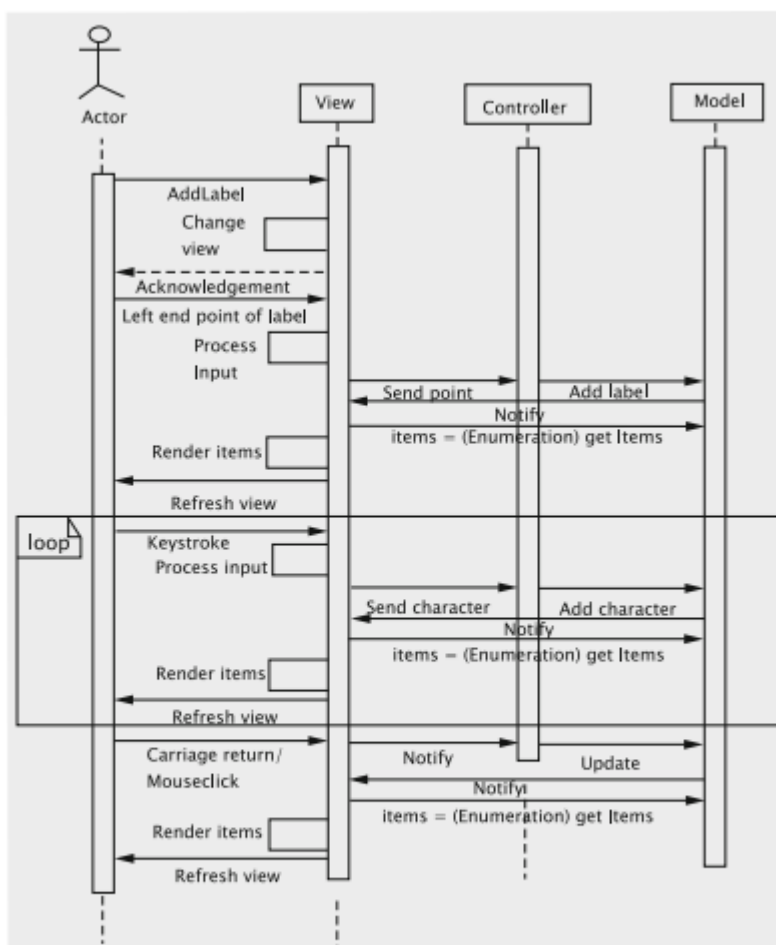 Actor
View
Controller
Model
AddLabel
Change
view
Acknowledgement
Left end point of label
Process
Input
Send point
Add label
Notify
items = (Enumeration) get Items
Render items
Refresh view
loop
Keystroke
Process input
Send character
Add character
Notify
items = (Enumeration) get Items
Render items
Refresh view
Carriage return/
Mouseclick
Notify
Update
Notify
items = (Enumeration) get Items
Render items
Refresh view